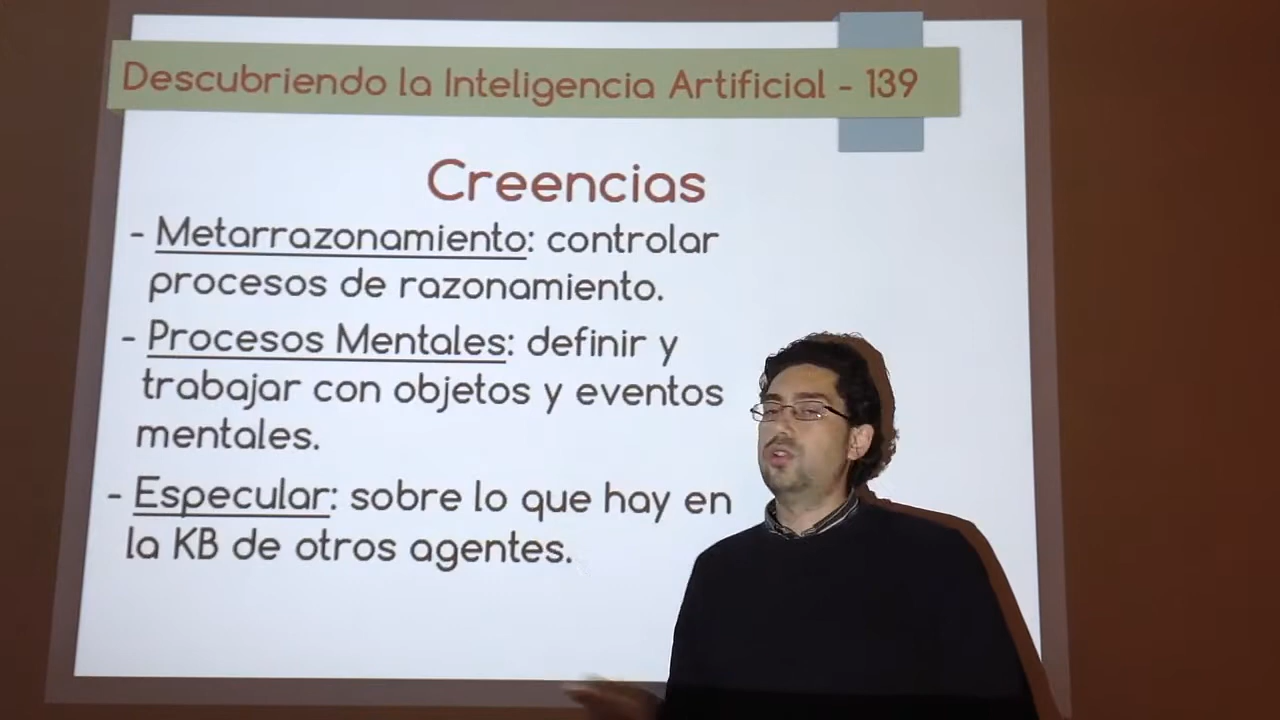 Descubriendo la Inteligencia Artificial - 139
Creencias
- Metarrazonamiento: controlar
procesos de razonamiento.
- Procesos Mentales: definir y
trabajar con objetos y eventos
mentales.
- Especular: sobre lo que hay en
la KB de otros agentes.